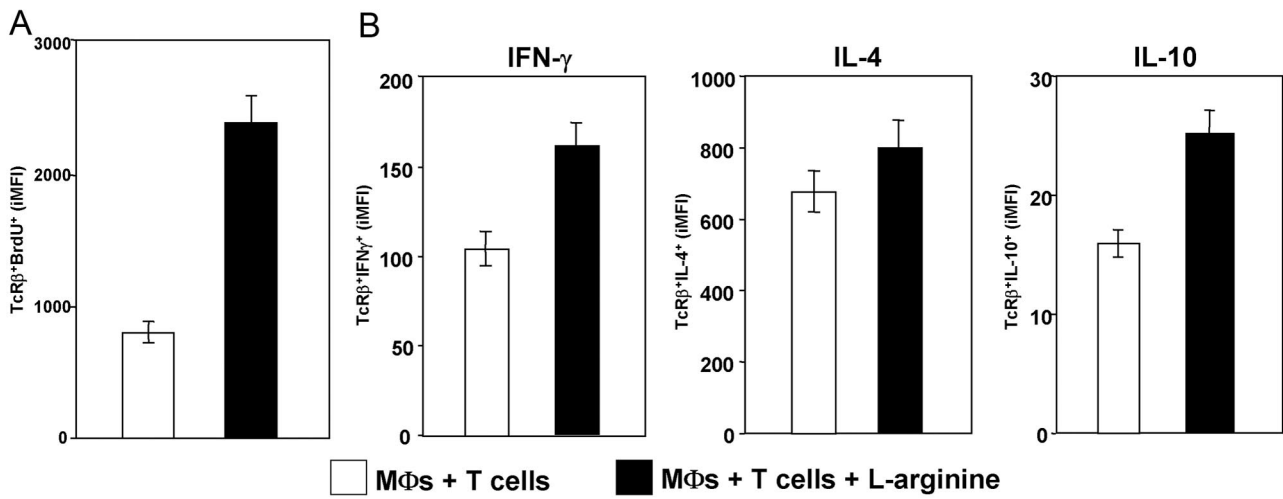 A
B
3000
2000
1000
0
TcRβ⁺BrdU⁺ (iMFI)
IFN-γ
200
150
100
50
0
TcRβ⁺IFNγ⁺ (iMFI)
IL-4
1000
800
600
400
200
0
TcRβ⁺IL-4⁺ (iMFI)
IL-10
30
20
10
0
TcRβ⁺IL-10⁺ (iMFI)
MΦs + T cells
MΦs + T cells + L-arginine